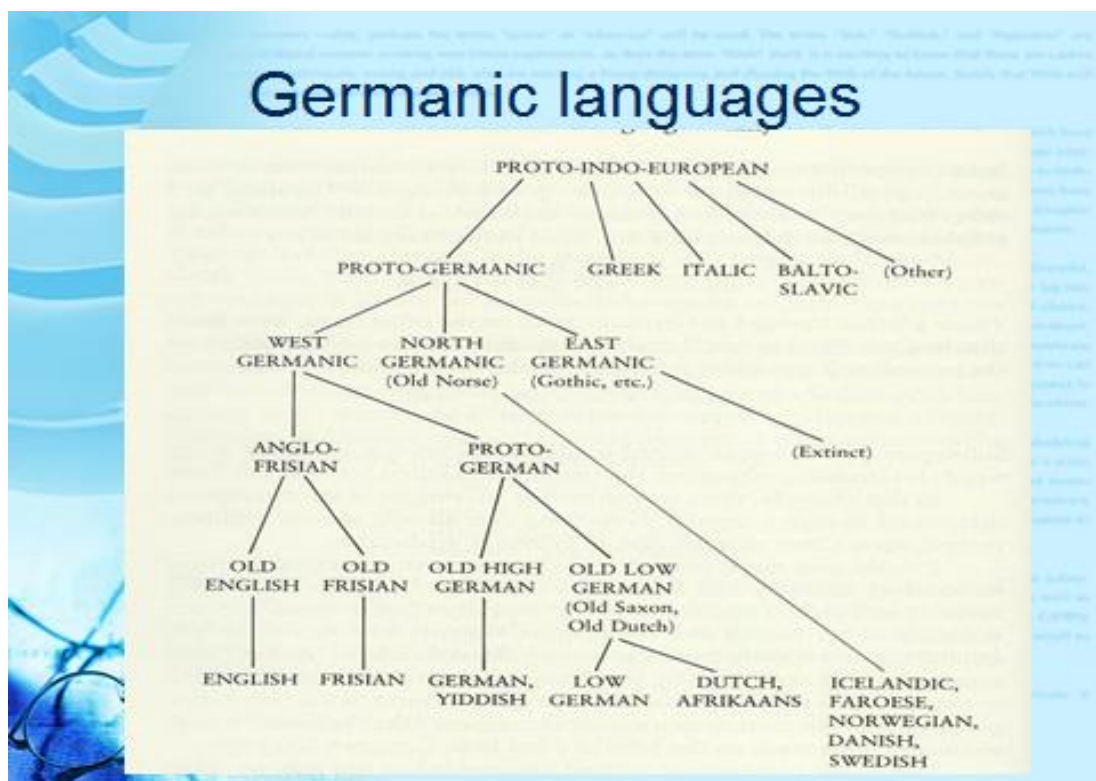 Germanic languages
PROTO-INDO-EUROPEAN
PROTO-GERMANIC GREEK ITALIC BALTO-
SLAVIC
(Other)
WEST
GERMANIC
NORTH
GERMANIC
(Old Norse)
EAST
GERMANIC
(Gothic, etc.)
ANGLO-
FRISIAN
PROTO-
GERMAN
(Extinct)
OLD
ENGLISH
OLD
FRISIAN
OLD HIGH
GERMAN
OLD LOW
GERMAN
(Old Saxon,
Old Dutch)
ENGLISH
FRISIAN
GERMAN,
YIDDISH
LOW
GERMAN
DUTCH,
AFRIKAANS
ICELANDIC,
FAROESE,
NORWEGIAN,
DANISH,
SWEDISH